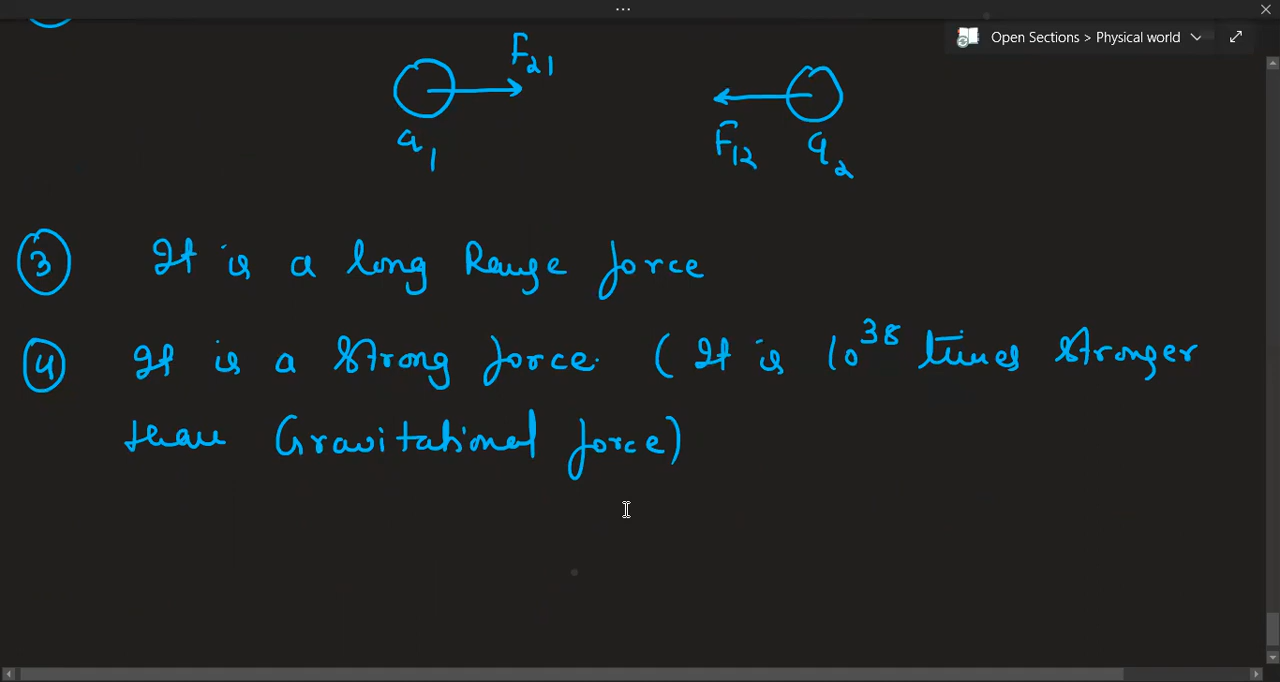 Open Sections > Physical world
F21
F12
q1
q2
3 It is a long Range force
4 It is a Strong force. ( It is 10^38 times stronger
than Gravitational force)